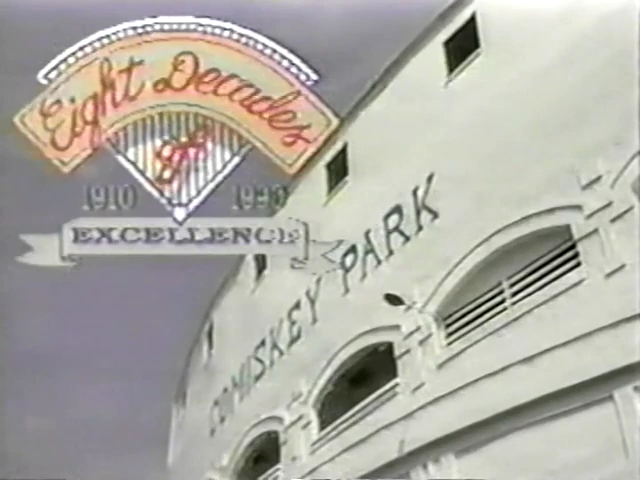 Eight Decades
of
1910 1990
EXCELLENCE
COMISKEY PARK